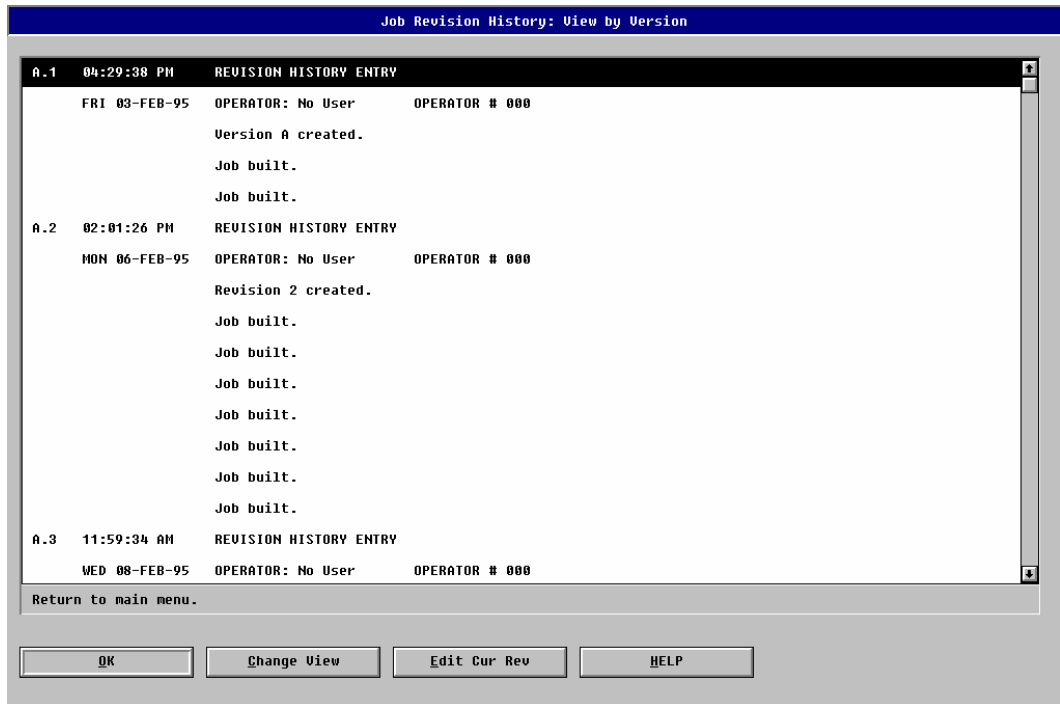 Job Revision History: View by Version
A.1 04:29:38 PM REVISION HISTORY ENTRY
FRI 03-FEB-95 OPERATOR: No User OPERATOR # 000
Version A created.
Job built.
Job built.
A.2 02:01:26 PM REVISION HISTORY ENTRY
MON 06-FEB-95 OPERATOR: No User OPERATOR # 000
Revision 2 created.
Job built.
Job built.
Job built.
Job built.
Job built.
Job built.
Job built.
A.3 11:59:34 AM REVISION HISTORY ENTRY
WED 08-FEB-95 OPERATOR: No User OPERATOR # 000
Return to main menu.
OK Change View Edit Cur Rev HELP